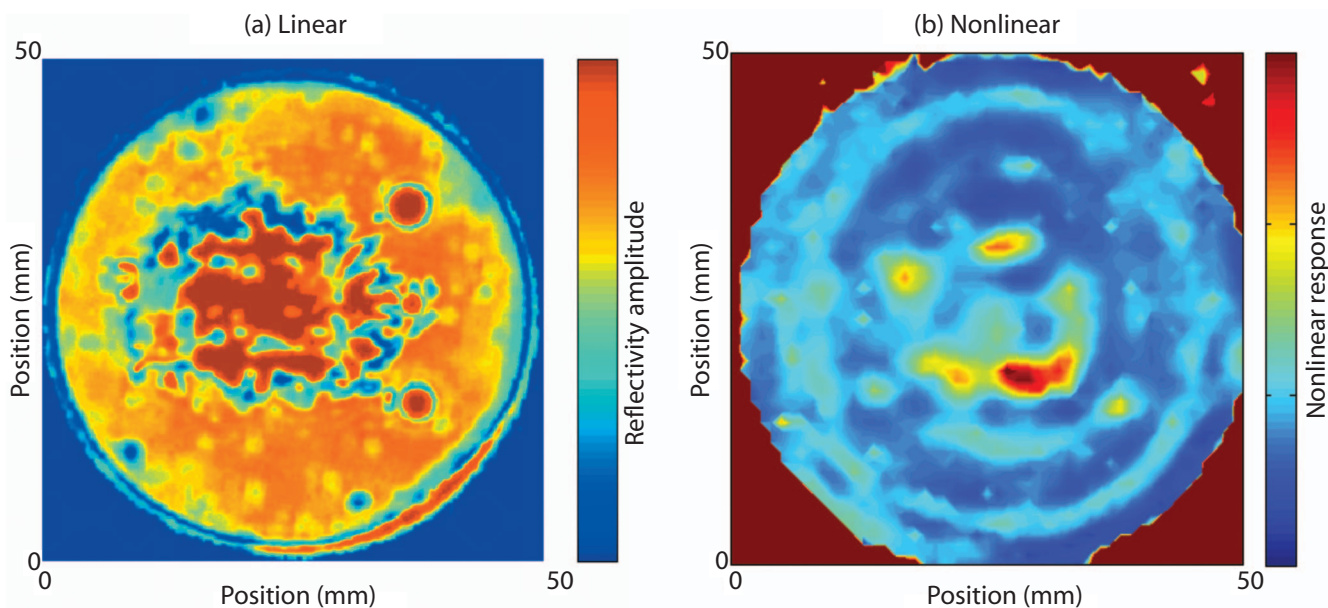 (a) Linear
(b) Nonlinear
50
Position (mm)
Reflectivity amplitude
0
0
Position (mm)
50
50
Position (mm)
Nonlinear response
0
0
Position (mm)
50